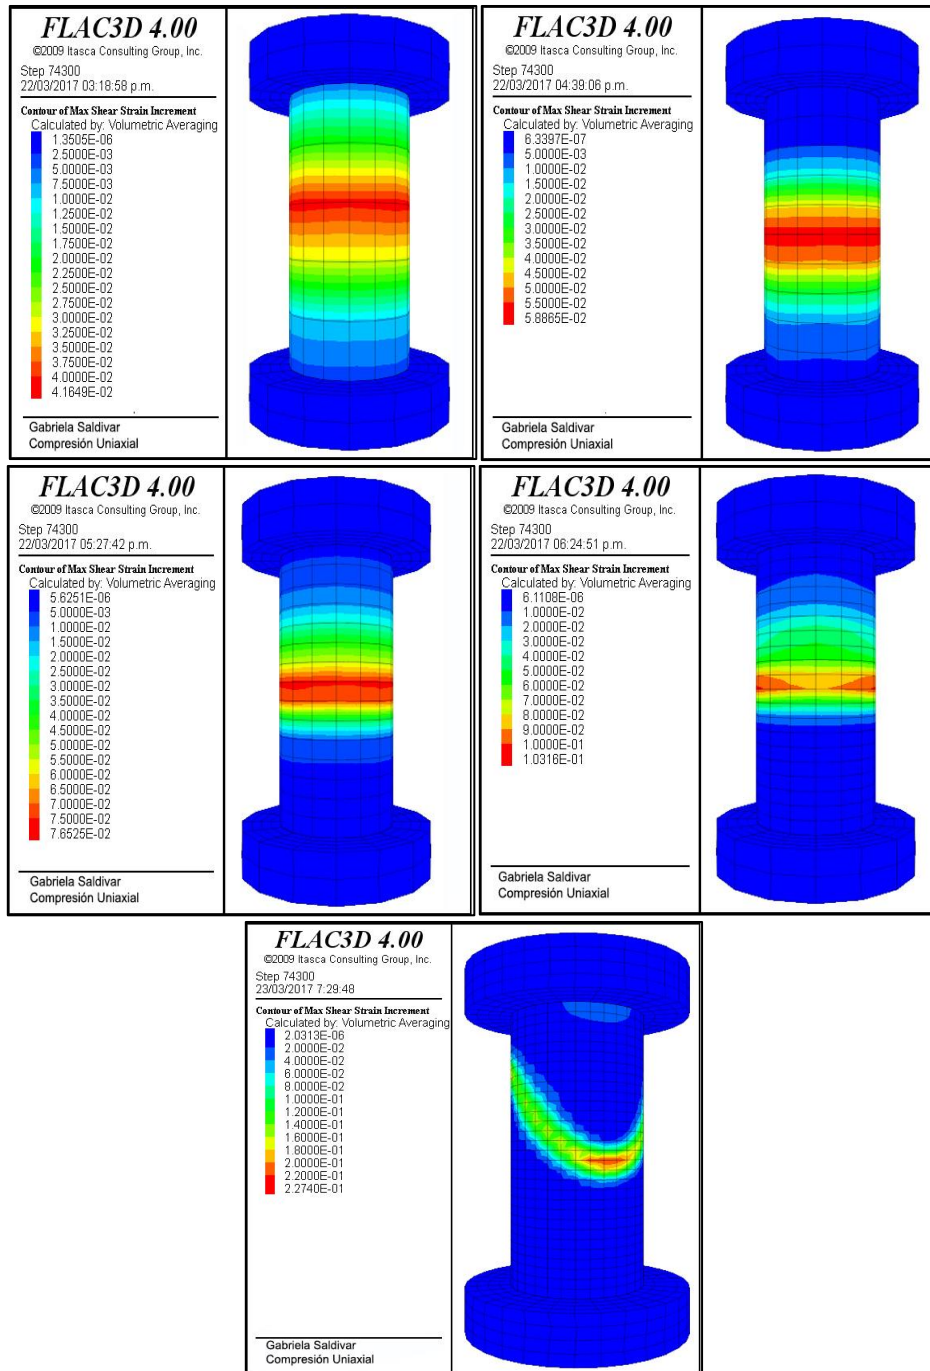 FLAC3D 4.00
©2009 Itasca Consulting Group, Inc.
Step 74300
22/03/2017 03:18:58 p.m.
Contour of Max Shear Strain Increment
Calculated by: Volumetric Averaging
1.3505E-06
2.5000E-03
5.0000E-03
7.5000E-03
1.0000E-02
1.2500E-02
1.5000E-02
1.7500E-02
2.0000E-02
2.2500E-02
2.5000E-02
2.7500E-02
3.0000E-02
3.2500E-02
3.5000E-02
3.7500E-02
4.0000E-02
4.1649E-02
Gabriela Saldivar
Compresión Uniaxial
FLAC3D 4.00
©2009 Itasca Consulting Group, Inc.
Step 74300
22/03/2017 04:39:06 p.m.
Contour of Max Shear Strain Increment
Calculated by: Volumetric Averaging
6.3397E-07
5.0000E-03
1.0000E-02
1.5000E-02
2.0000E-02
2.5000E-02
3.0000E-02
3.5000E-02
4.0000E-02
4.5000E-02
5.0000E-02
5.5000E-02
5.8865E-02
Gabriela Saldivar
Compresión Uniaxial
FLAC3D 4.00
©2009 Itasca Consulting Group, Inc.
Step 74300
22/03/2017 05:27:42 p.m.
Contour of Max Shear Strain Increment
Calculated by: Volumetric Averaging
5.6251E-06
5.0000E-03
1.0000E-02
1.5000E-02
2.0000E-02
2.5000E-02
3.0000E-02
3.5000E-02
4.0000E-02
4.5000E-02
5.0000E-02
5.5000E-02
6.0000E-02
6.5000E-02
7.0000E-02
7.5000E-02
7.6525E-02
Gabriela Saldivar
Compresión Uniaxial
FLAC3D 4.00
©2009 Itasca Consulting Group, Inc.
Step 74300
22/03/2017 06:24:51 p.m.
Contour of Max Shear Strain Increment
Calculated by: Volumetric Averaging
6.1108E-06
1.0000E-02
2.0000E-02
3.0000E-02
4.0000E-02
5.0000E-02
6.0000E-02
7.0000E-02
8.0000E-02
9.0000E-02
1.0000E-01
1.0316E-01
Gabriela Saldivar
Compresión Uniaxial
FLAC3D 4.00
©2009 Itasca Consulting Group, Inc.
Step 74300
23/03/2017 7:29:48
Contour of Max Shear Strain Increment
Calculated by: Volumetric Averaging
2.0313E-06
2.0000E-02
4.0000E-02
6.0000E-02
8.0000E-02
1.0000E-01
1.2000E-01
1.4000E-01
1.6000E-01
1.8000E-01
2.0000E-01
2.2000E-01
2.2740E-01
Gabriela Saldivar
Compresión Uniaxial